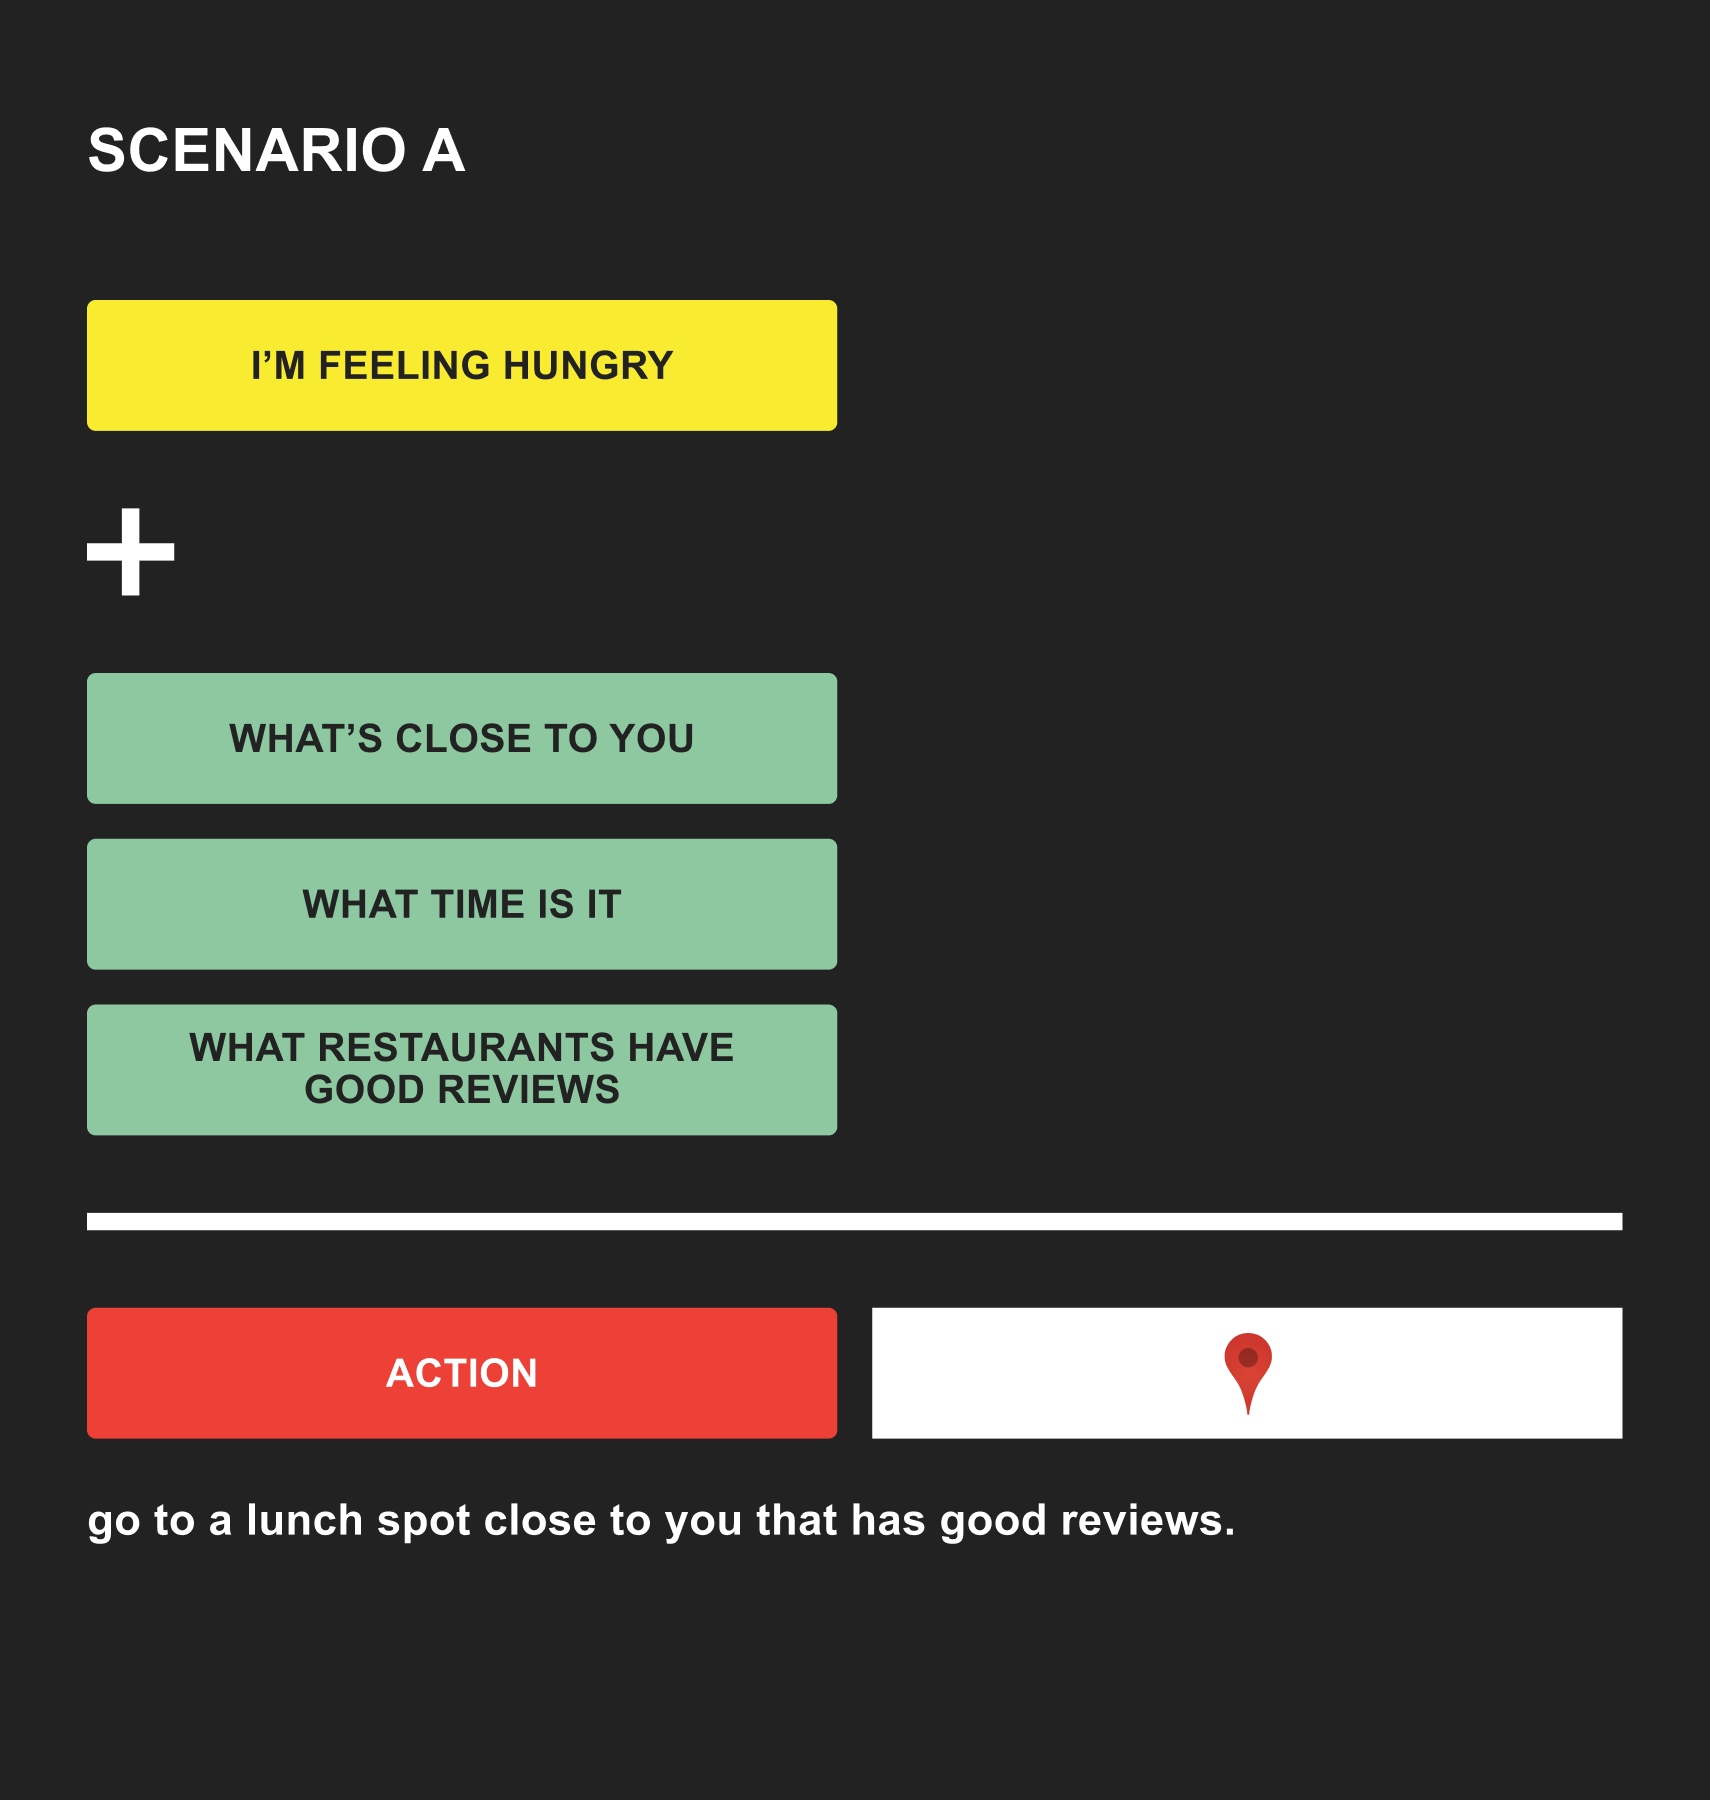 SCENARIO A
I’M FEELING HUNGRY
WHAT’S CLOSE TO YOU
WHAT TIME IS IT
WHAT RESTAURANTS HAVE
GOOD REVIEWS
ACTION
go to a lunch spot close to you that has good reviews.